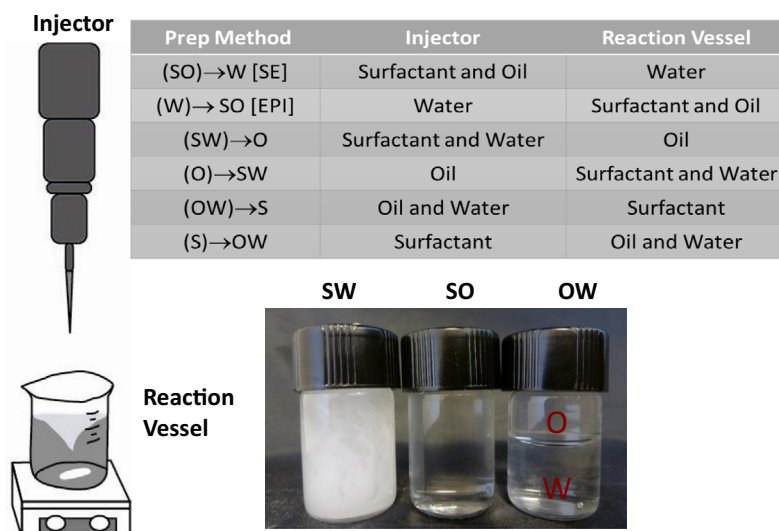 Injector
Prep Method Injector Reaction Vessel
(SO)→W [SE] Surfactant and Oil Water
(W)→ SO [EPI] Water Surfactant and Oil
(SW)→O Surfactant and Water Oil
(O)→SW Oil Surfactant and Water
(OW)→S Oil and Water Surfactant
(S)→OW Surfactant Oil and Water
SW SO OW
Reaction
Vessel
O
W